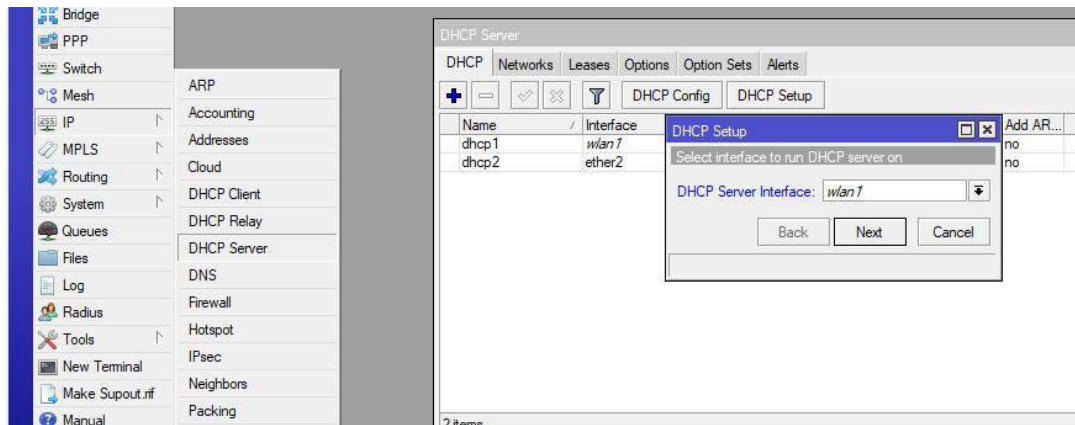 Bridge
PPP
Switch
Mesh
255 IP
MPLS
Routing
System
Queues
Files
Log
Radius
Tools
New Terminal
Make Supout.rif
Manual
ARP
Accounting
Addresses
Cloud
DHCP Client
DHCP Relay
DHCP Server
DNS
Firewall
Hotspot
IPsec
Neighbors
Packing
DHCP Server
DHCP Networks Leases Options Option Sets Alerts
DHCP Config DHCP Setup
Name Interface Add AR...
dhcp1 wlan1 no
dhcp2 ether2 no
DHCP Setup
Select interface to run DHCP server on
DHCP Server Interface: wlan1
Back Next Cancel
2 items